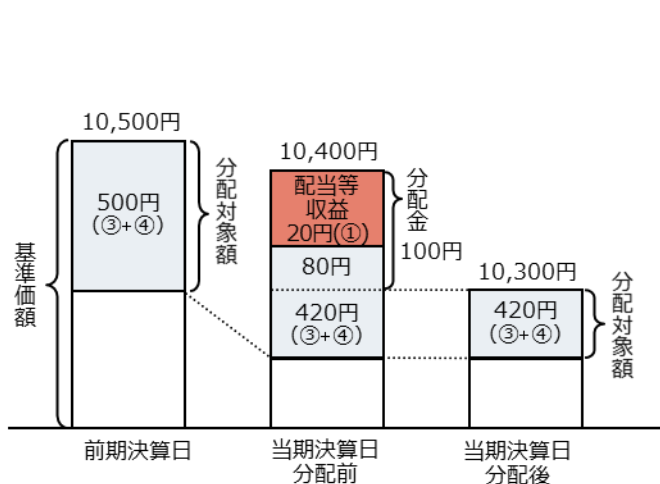 10,500円
500円
(③+④)
分配対象額
基準価額
10,400円
配当等
収益
20円(①)
80円
420円
(③+④)
分配金
100円
10,300円
420円
(③+④)
分配対象額
前期決算日
当期決算日
分配前
当期決算日
分配後